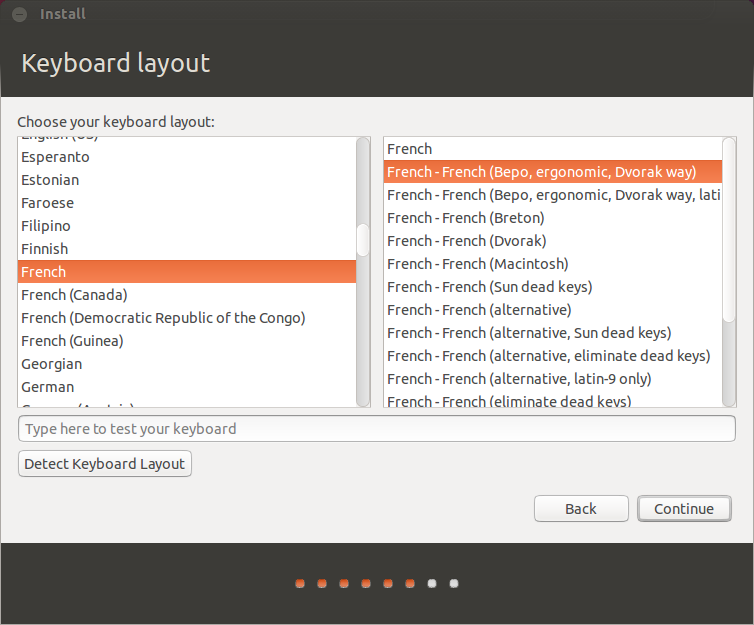 Install
Keyboard layout
Choose your keyboard layout:
English (US)
Esperanto
Estonian
Faroese
Filipino
Finnish
French
French (Canada)
French (Democratic Republic of the Congo)
French (Guinea)
Georgian
German
French
French - French (Bepo, ergonomic, Dvorak way)
French - French (Bepo, ergonomic, Dvorak way, lati
French - French (Breton)
French - French (Dvorak)
French - French (Macintosh)
French - French (Sun dead keys)
French - French (alternative)
French - French (alternative, Sun dead keys)
French - French (alternative, eliminate dead keys)
French - French (alternative, latin-9 only)
French - French (eliminate dead keys)
Type here to test your keyboard
Detect Keyboard Layout
Back
Continue